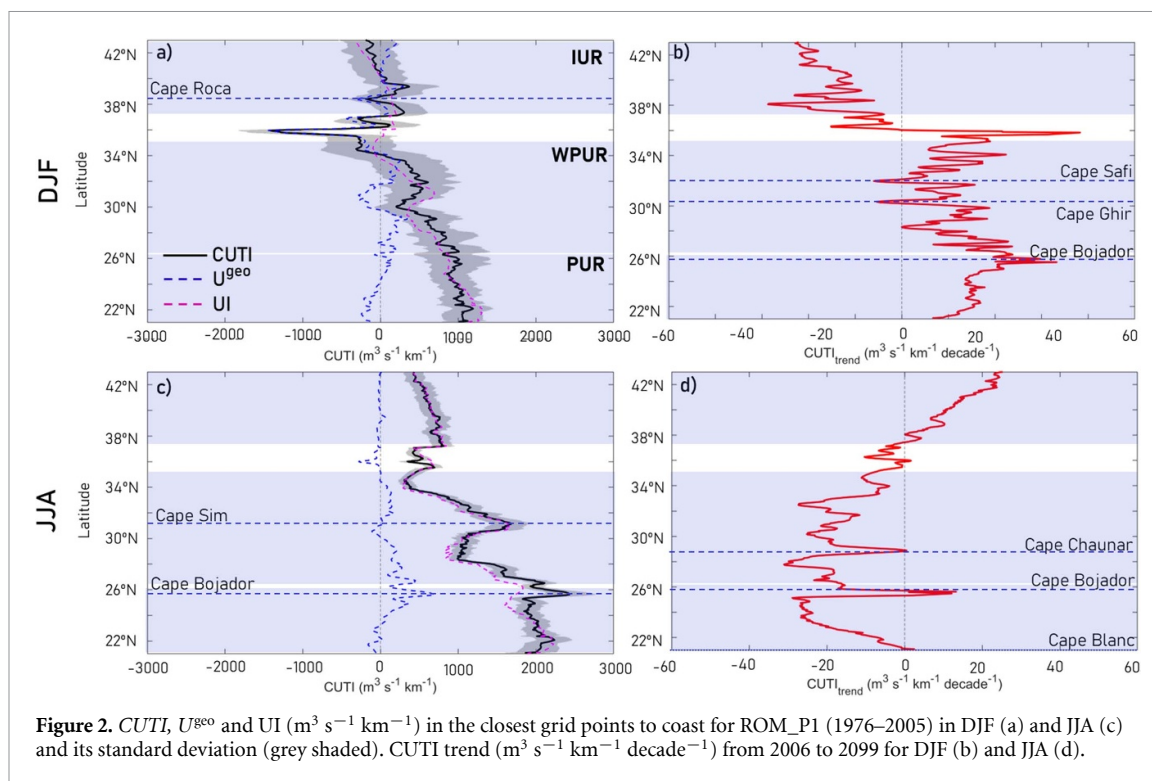 DJF
Latitude
42°N
38°N
34°N
30°N
26°N
22°N
a)
IUR
Cape Roca
WPUR
CUTI
U^geo
UI
PUR
-3000 -2000 -1000 0 1000 2000 3000
CUTI (m³ s⁻¹ km⁻¹)
b)
42°N
38°N
34°N
30°N
26°N
22°N
Cape Safi
Cape Ghir
Cape Bojador
-60 -40 -20 0 20 40 60
CUTI_trend (m³ s⁻¹ km⁻¹ decade⁻¹)
JJA
Latitude
42°N
38°N
34°N
30°N
26°N
22°N
c)
Cape Sim
Cape Bojador
-3000 -2000 -1000 0 1000 2000 3000
CUTI (m³ s⁻¹ km⁻¹)
d)
42°N
38°N
34°N
30°N
26°N
22°N
Cape Chaunar
Cape Bojador
Cape Blanc
-60 -40 -20 0 20 40 60
CUTI_trend (m³ s⁻¹ km⁻¹ decade⁻¹)
Figure 2. CUTI, U^geo and UI (m³ s⁻¹ km⁻¹) in the closest grid points to coast for ROM_P1 (1976–2005) in DJF (a) and JJA (c)
and its standard deviation (grey shaded). CUTI trend (m³ s⁻¹ km⁻¹ decade⁻¹) from 2006 to 2099 for DJF (b) and JJA (d).